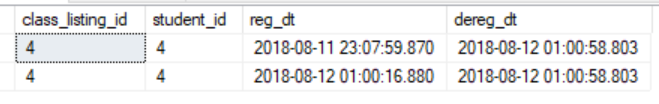 class_listing_id student_id reg_dt dereg_dt
4 4 2018-08-11 23:07:59.870 2018-08-12 01:00:58.803
4 4 2018-08-12 01:00:16.880 2018-08-12 01:00:58.803